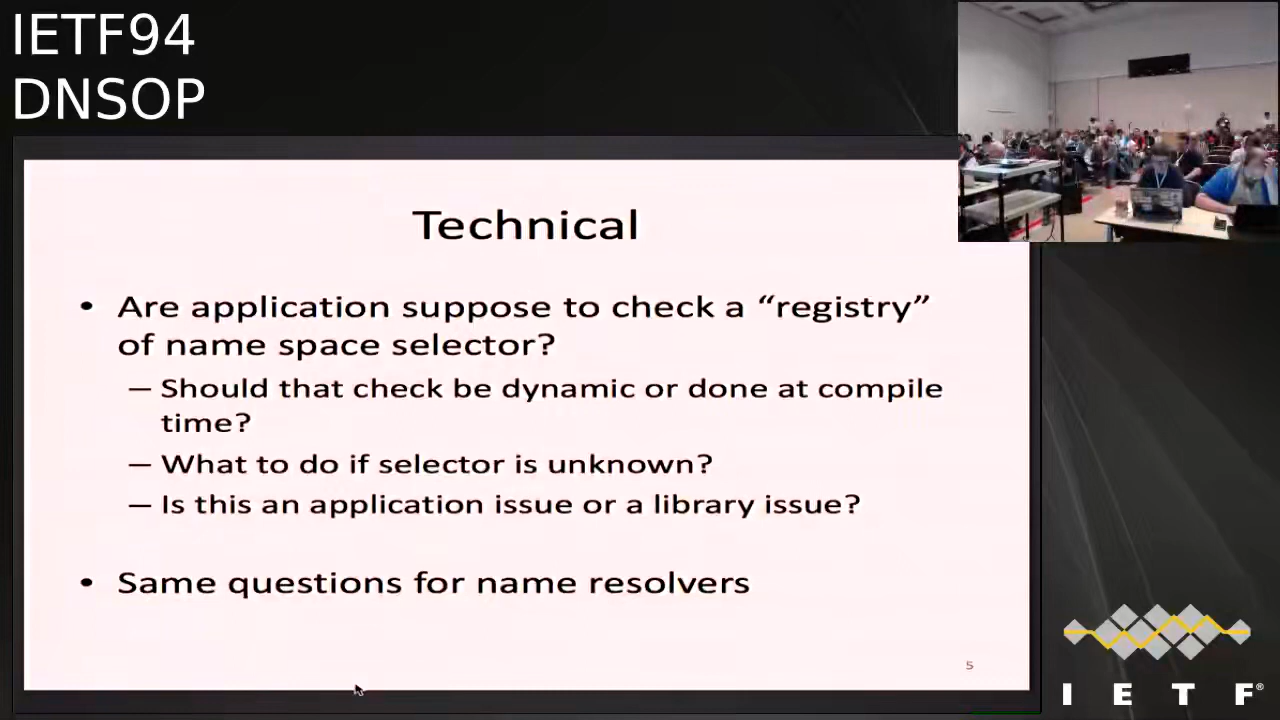 IETF94
DNSOP
Technical
• Are application suppose to check a “registry”
of name space selector?
– Should that check be dynamic or done at compile
time?
– What to do if selector is unknown?
– Is this an application issue or a library issue?
• Same questions for name resolvers
5
I E T F®